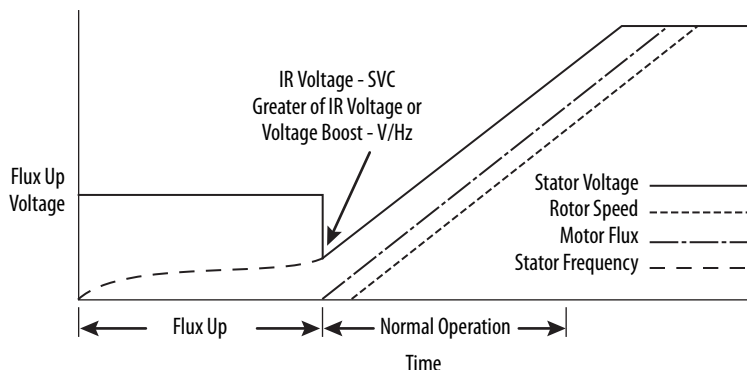 IR Voltage - SVC
Greater of IR Voltage or
Voltage Boost - V/Hz
Flux Up
Voltage
Stator Voltage
Rotor Speed
Motor Flux
Stator Frequency
Flux Up
Normal Operation
Time